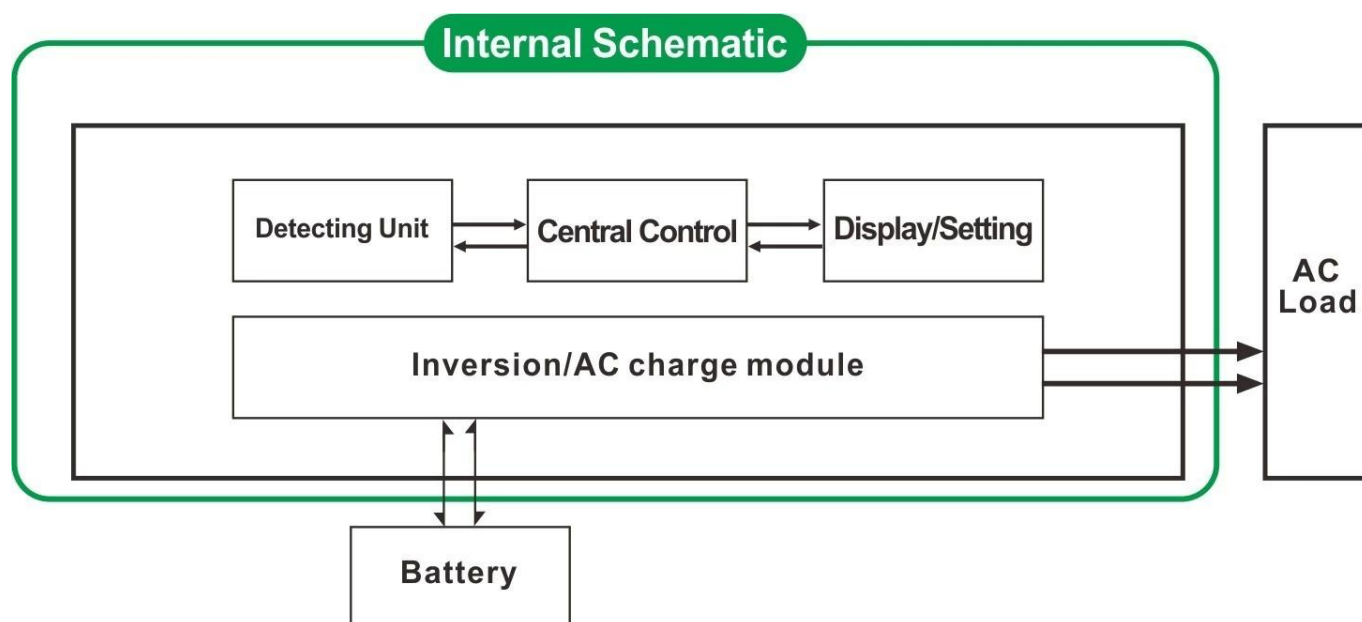 Internal Schematic
Detecting Unit
Central Control
Display/Setting
AC
Load
Inversion/AC charge module
Battery